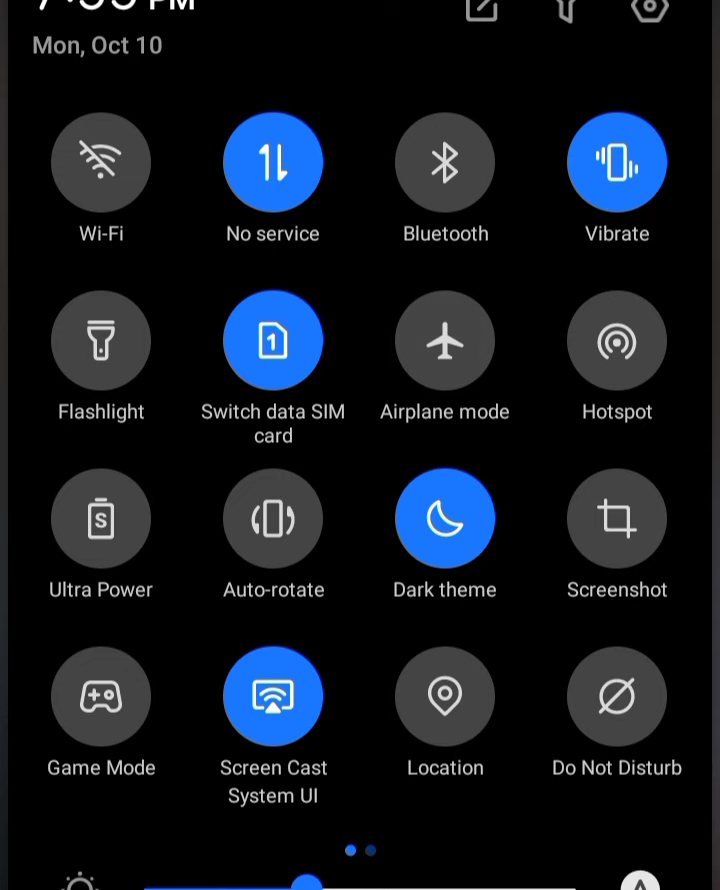 PM
Mon, Oct 10
Wi-Fi
No service
Bluetooth
Vibrate
Flashlight
Switch data SIM
card
Airplane mode
Hotspot
Ultra Power
Auto-rotate
Dark theme
Screenshot
Game Mode
Screen Cast
System UI
Location
Do Not Disturb